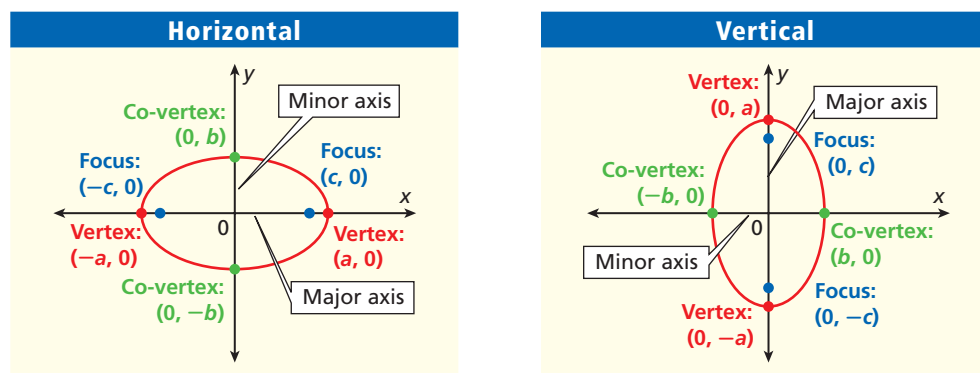 Horizontal
y
Minor axis
Co-vertex:
(0, b)
Focus:
(−c, 0)
Focus:
(c, 0)
x
0
Vertex:
(−a, 0)
Vertex:
(a, 0)
Co-vertex:
(0, −b)
Major axis
Vertical
y
Vertex:
(0, a)
Major axis
Focus:
(0, c)
Co-vertex:
(−b, 0)
x
0
Co-vertex:
(b, 0)
Minor axis
Focus:
(0, −c)
Vertex:
(0, −a)